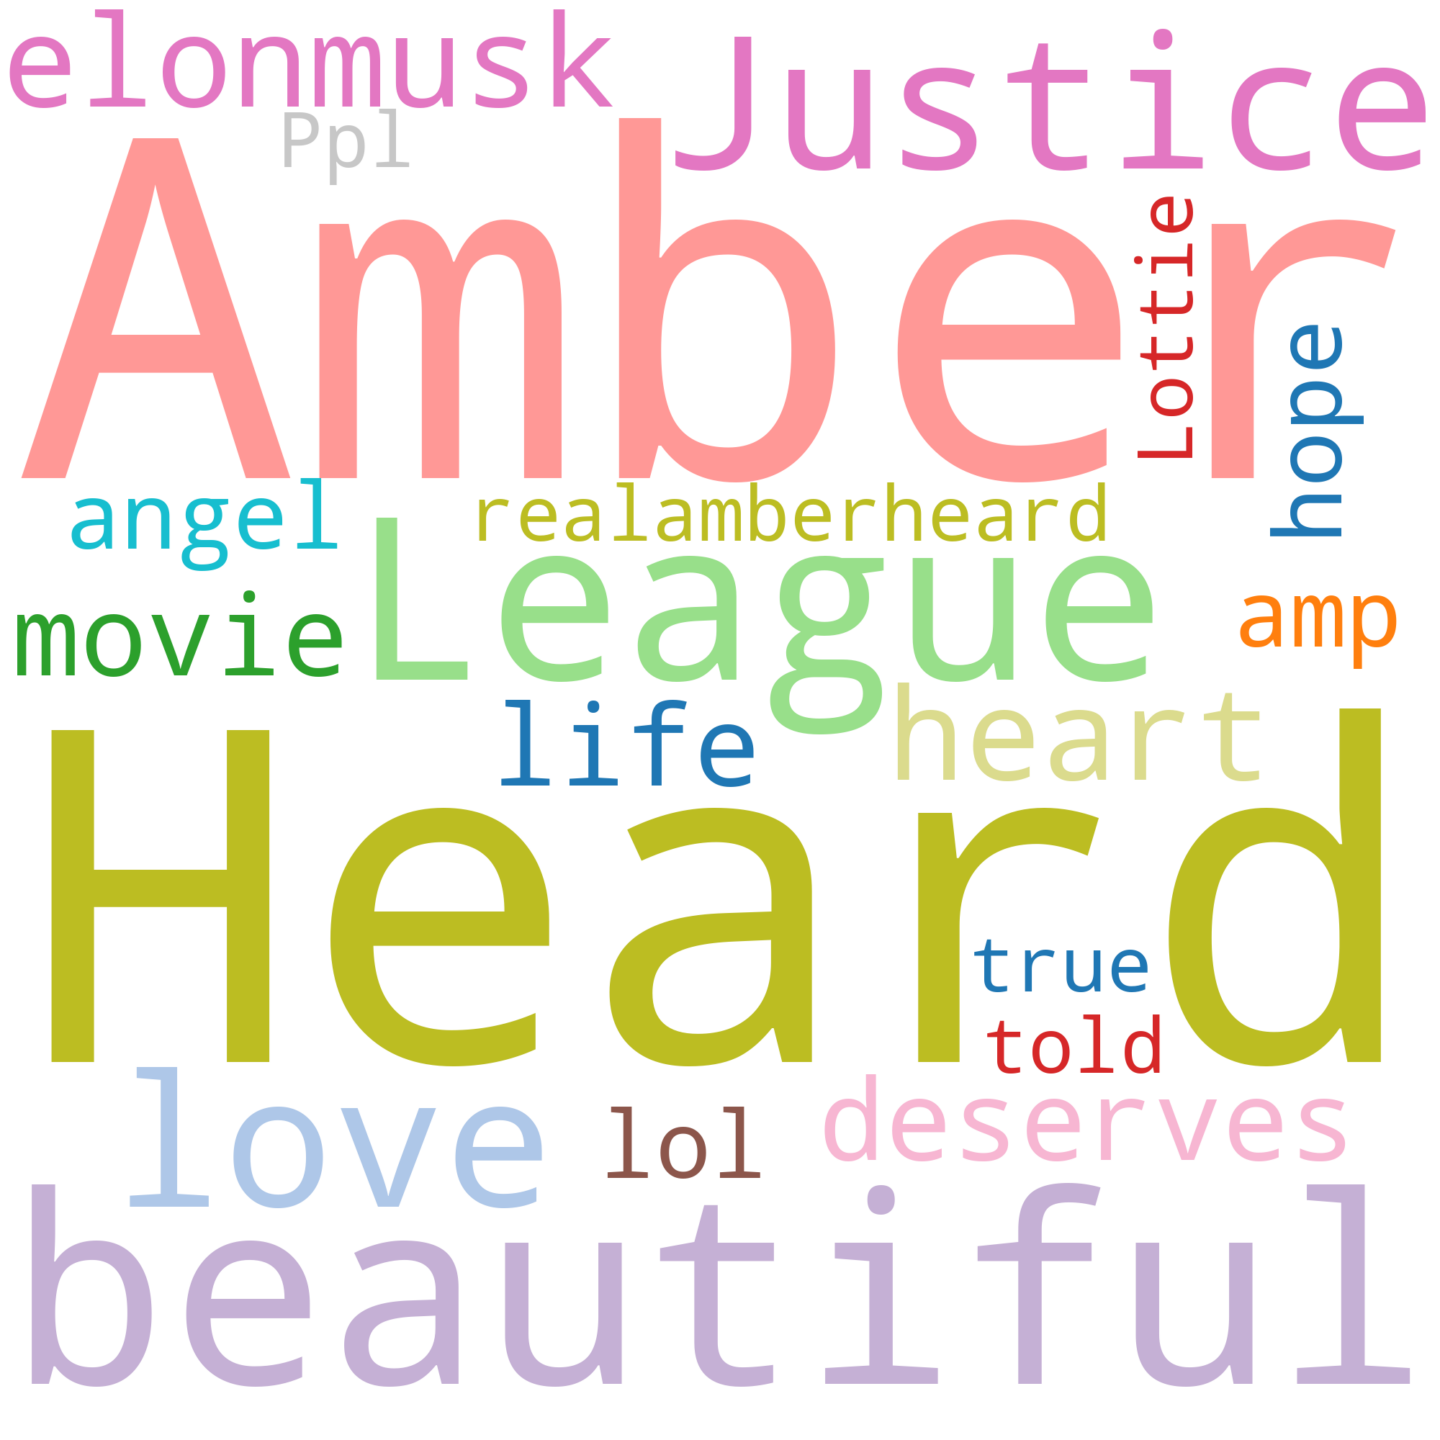 elonmusk
Justice
Ppl
Amber
Lottie
hope
angel
realamberheard
League
movie
amp
life
heart
Heard
true
told
love
lol
deserves
beautiful